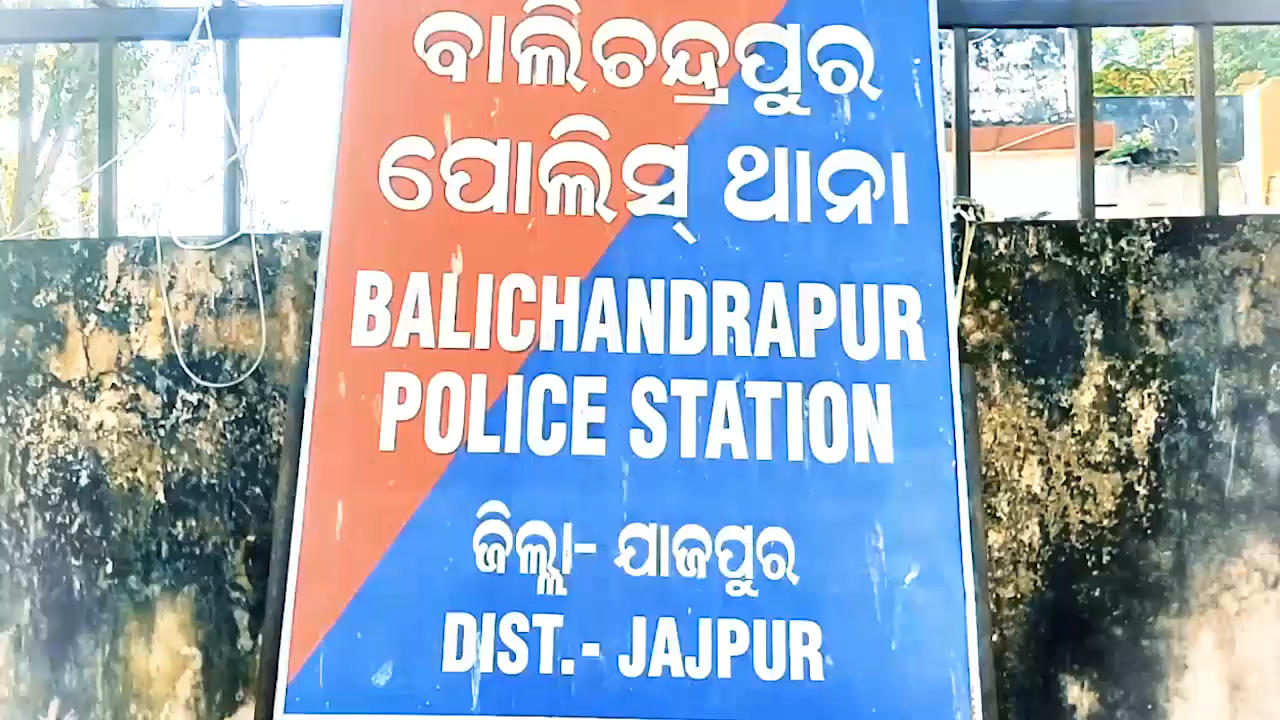 ବାଲିଚନ୍ଦ୍ରପୁର
ପୋଲିସ୍ ଥାନା
BALICHANDRAPUR
POLICE STATION
ଜିଲ୍ଲା- ଯାଜପୁର
DIST.- JAJPUR